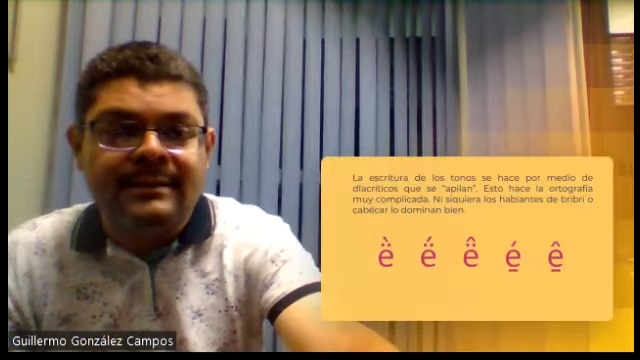 La escritura de los tonos se hace por medio de
diacríticos que se "apilan". Esto hace la ortografía
muy complicada. Ni siquiera los hablantes de bribri o
cabécar lo dominan bien.
ë̀ ë́ ë̂ é̱ ê̱
Guillermo González Campos